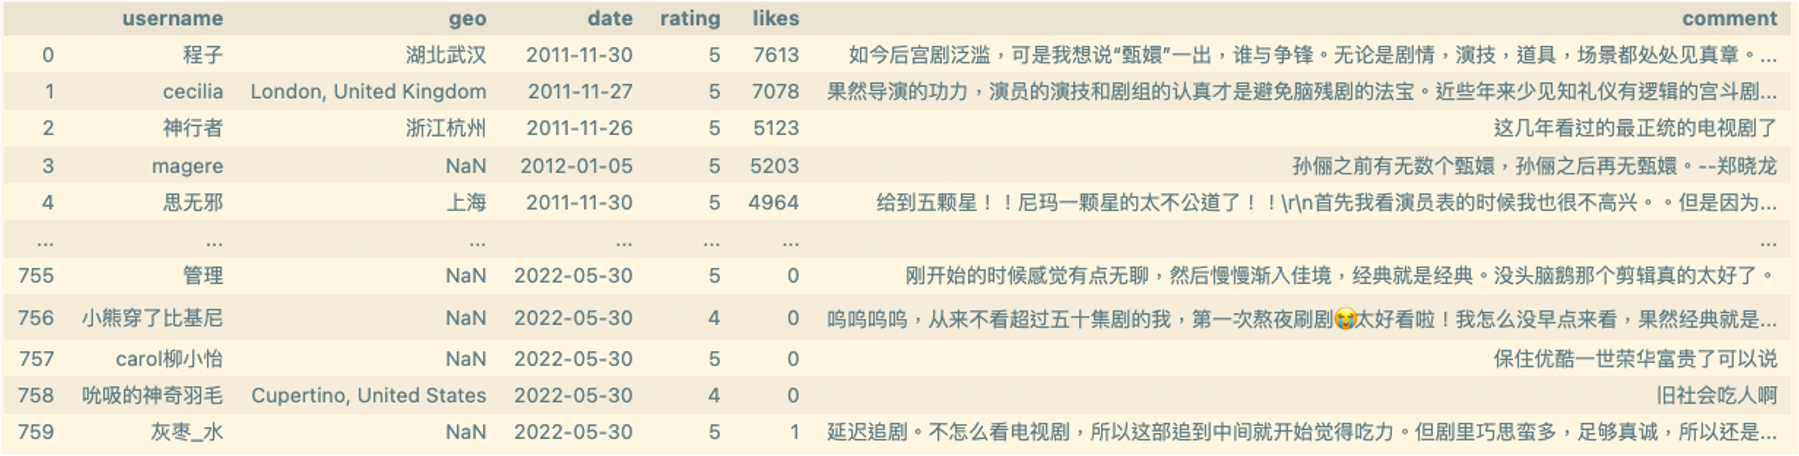 username geo date rating likes comment
0 程子 湖北武汉 2011-11-30 5 7613 如今后宫剧泛滥，可是我想说“甄嬛”一出，谁与争锋。无论是剧情，演技，道具，场景都处处见真章。...
1 cecilia London, United Kingdom 2011-11-27 5 7078 果然导演的功力，演员的演技和剧组的认真才是避免脑残剧的法宝。近些年来少见知礼仪有逻辑的宫斗剧...
2 神行者 浙江杭州 2011-11-26 5 5123 这几年看过的最正统的电视剧了
3 magere NaN 2012-01-05 5 5203 孙俪之前有无数个甄嬛，孙俪之后再无甄嬛。--郑晓龙
4 思无邪 上海 2011-11-30 5 4964 给到五颗星！！尼玛一颗星的太不公道了！！\r\n首先我看演员表的时候我也很不高兴。。但是因为...
... ... ... ... ... ... ...
755 管理 NaN 2022-05-30 5 0 刚开始的时候感觉有点无聊，然后慢慢渐入佳境，经典就是经典。没头脑鹅那个剪辑真的太好了。
756 小熊穿了比基尼 NaN 2022-05-30 4 0 呜呜呜呜，从来不看超过五十集剧的我，第一次熬夜刷剧😭太好看啦！我怎么没早点来看，果然经典就是...
757 carol柳小怡 NaN 2022-05-30 5 0 保住优酷一世荣华富贵了可以说
758 吮吸的神奇羽毛 Cupertino, United States 2022-05-30 4 0 旧社会吃人啊
759 灰枣_水 NaN 2022-05-30 5 1 延迟追剧。不怎么看电视剧，所以这部追到中间就开始觉得吃力。但剧里巧思蛮多，足够真诚，所以还是...